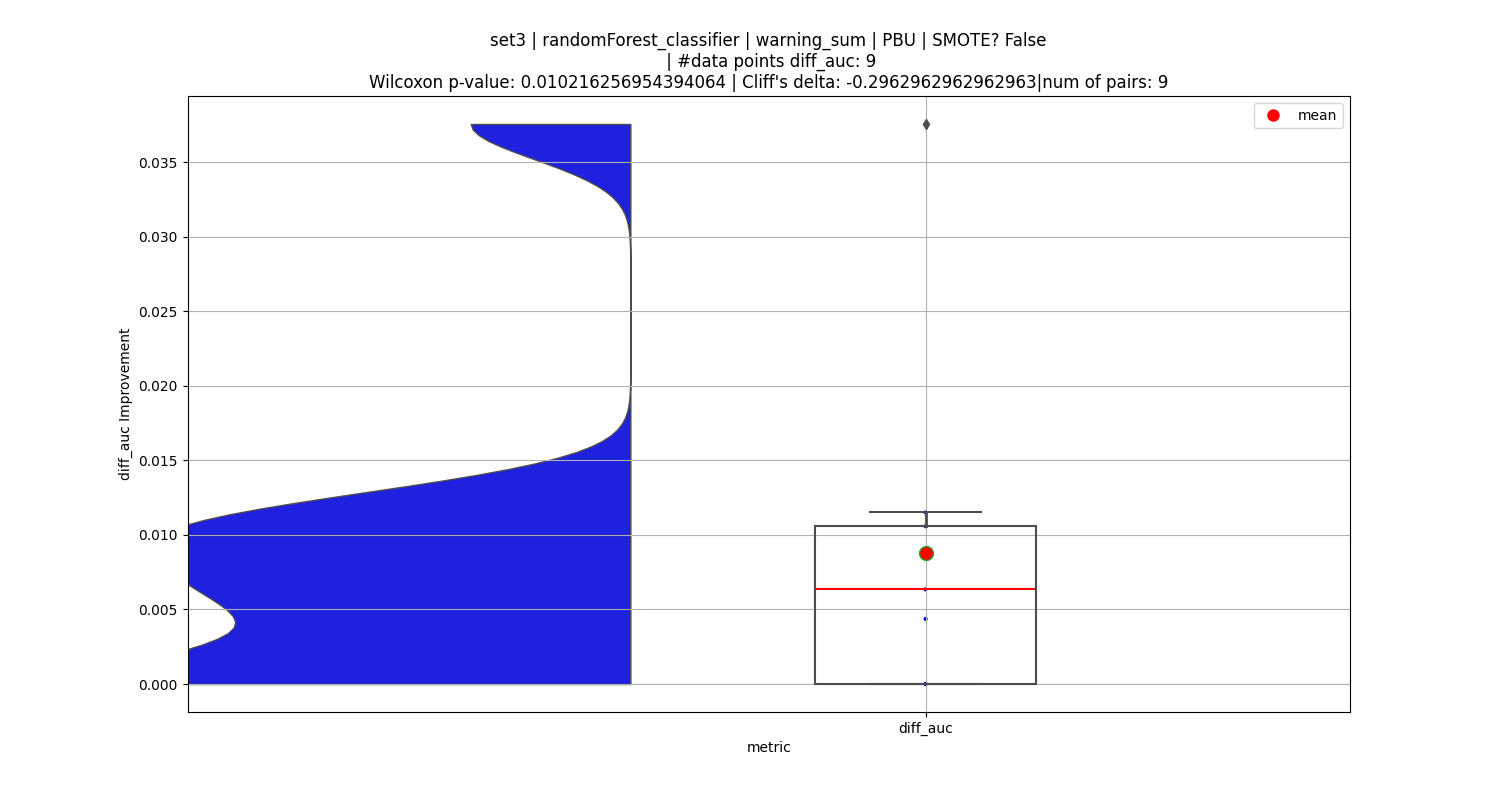 set3 | randomForest_classifier | warning_sum | PBU | SMOTE? False
| #data points diff_auc: 9
Wilcoxon p-value: 0.010216256954394064 | Cliff's delta: -0.2962962962962963|num of pairs: 9
mean
0.035
0.030
0.025
0.020
0.015
0.010
0.005
0.000
diff_auc Improvement
diff_auc
metric